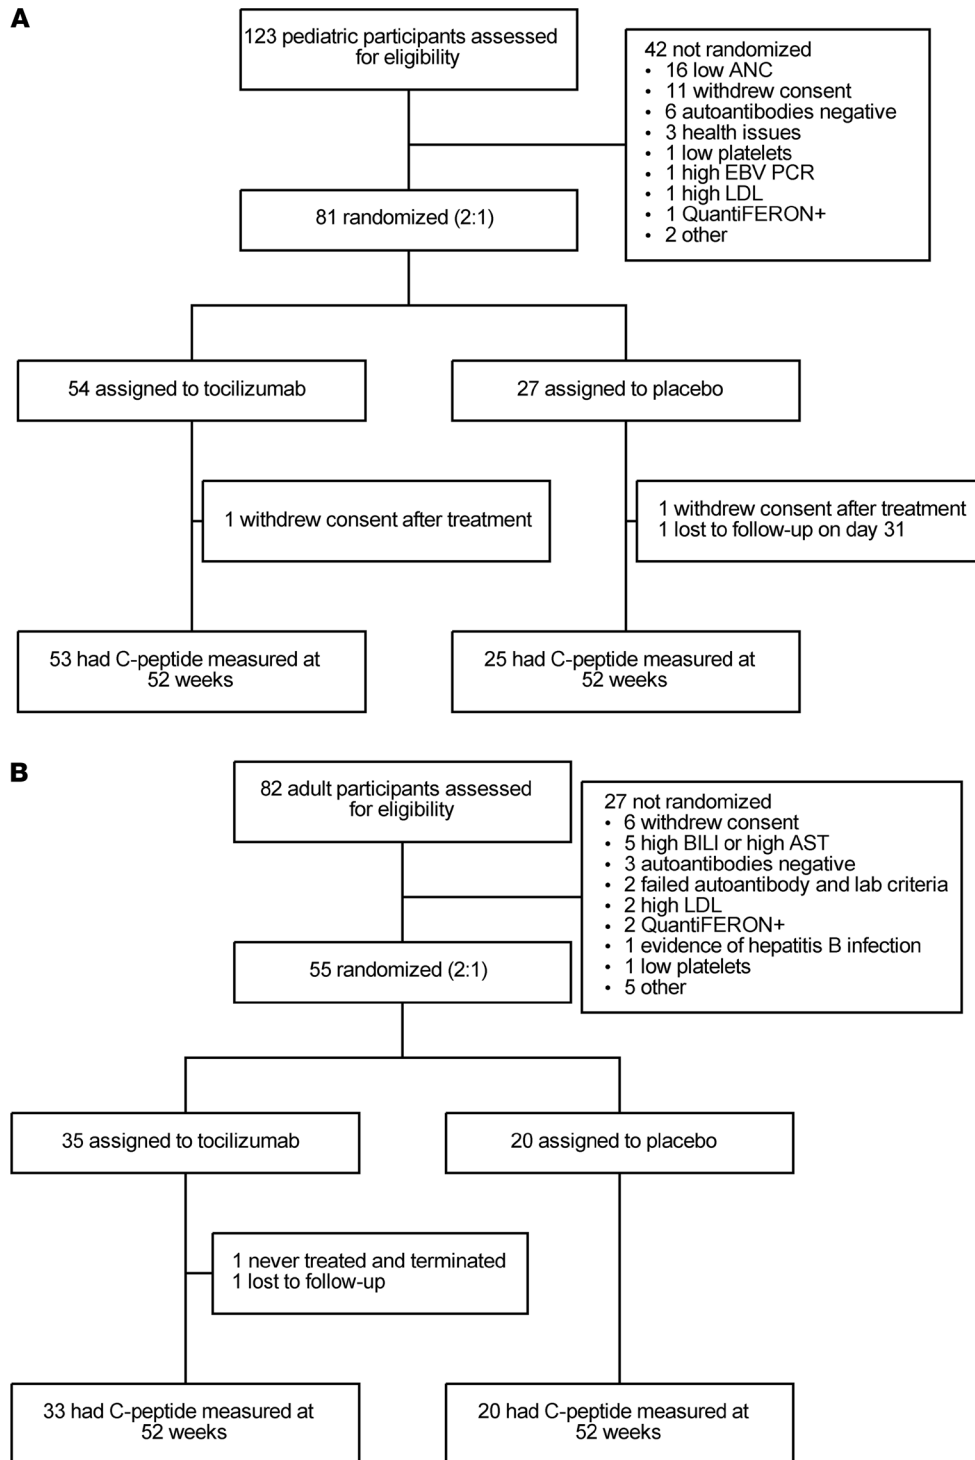 A
123 pediatric participants assessed
for eligibility
42 not randomized
• 16 low ANC
• 11 withdrew consent
• 6 autoantibodies negative
• 3 health issues
• 1 low platelets
• 1 high EBV PCR
• 1 high LDL
• 1 QuantiFERON+
• 2 other
81 randomized (2:1)
54 assigned to tocilizumab
27 assigned to placebo
1 withdrew consent after treatment
1 withdrew consent after treatment
1 lost to follow-up on day 31
53 had C-peptide measured at
52 weeks
25 had C-peptide measured at
52 weeks
B
82 adult participants assessed
for eligibility
27 not randomized
• 6 withdrew consent
• 5 high BILI or high AST
• 3 autoantibodies negative
• 2 failed autoantibody and lab criteria
• 2 high LDL
• 2 QuantiFERON+
• 1 evidence of hepatitis B infection
• 1 low platelets
• 5 other
55 randomized (2:1)
35 assigned to tocilizumab
20 assigned to placebo
1 never treated and terminated
1 lost to follow-up
33 had C-peptide measured at
52 weeks
20 had C-peptide measured at
52 weeks